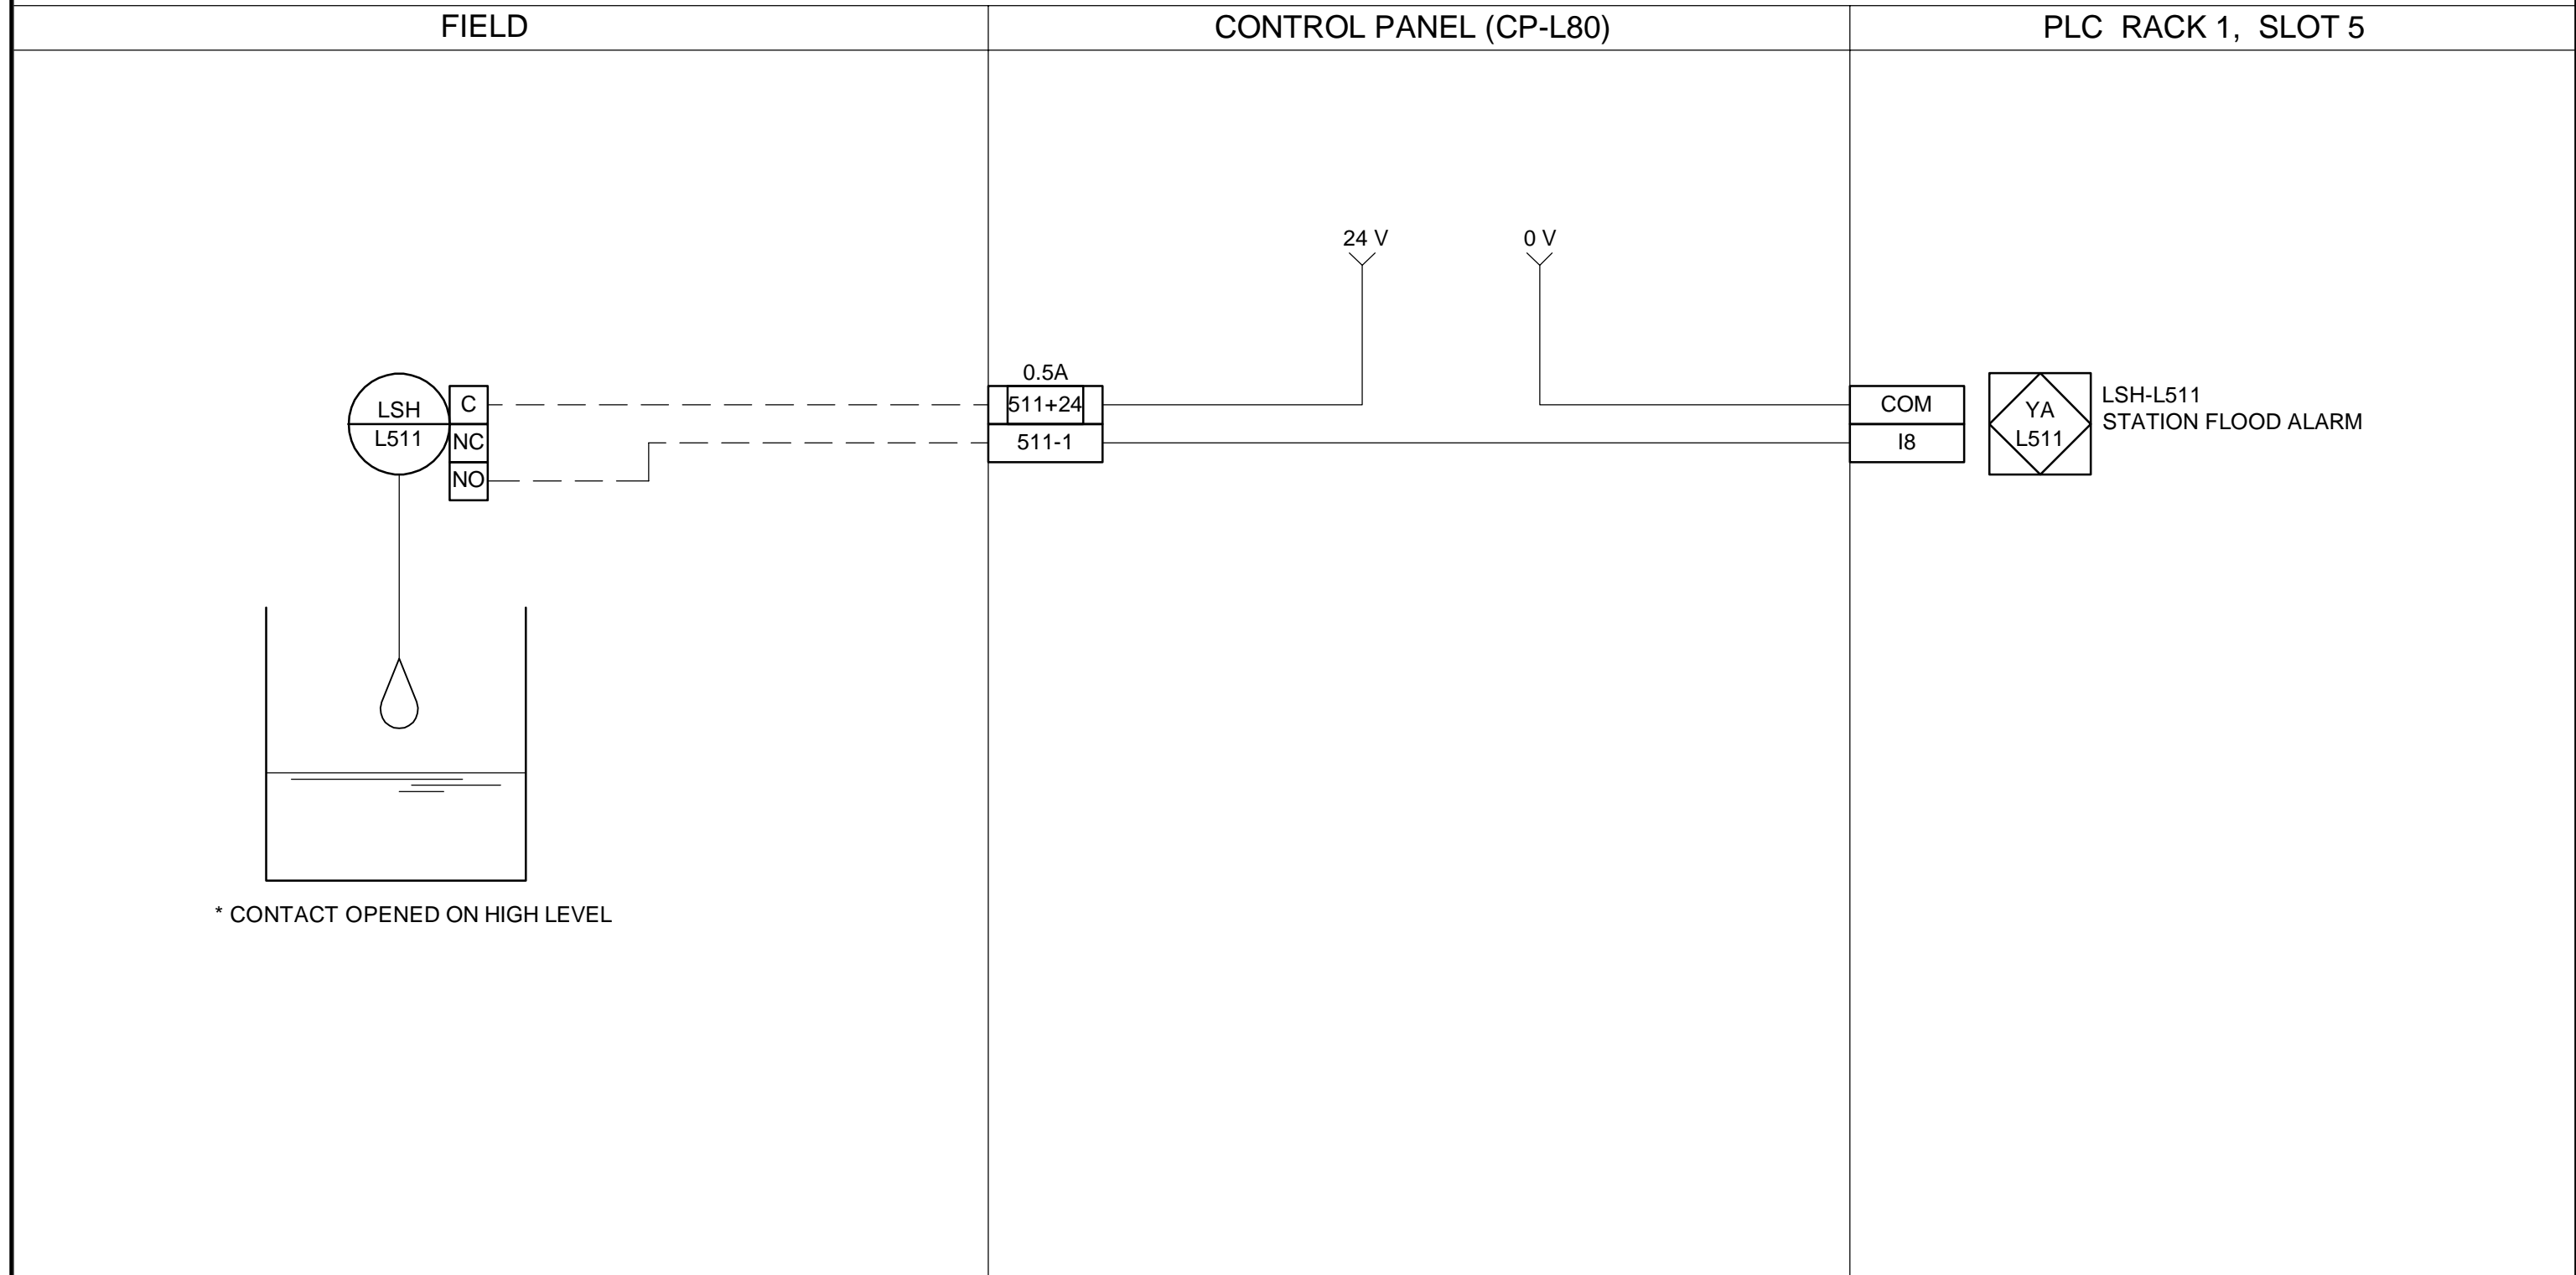 FIELD
CONTROL PANEL (CP-L80)
PLC RACK 1, SLOT 5
24 V
0 V
0.5A
LSH
L511
C
NC
NO
511+24
511-1
COM
I8
YA
L511
LSH-L511
STATION FLOOD ALARM
* CONTACT OPENED ON HIGH LEVEL